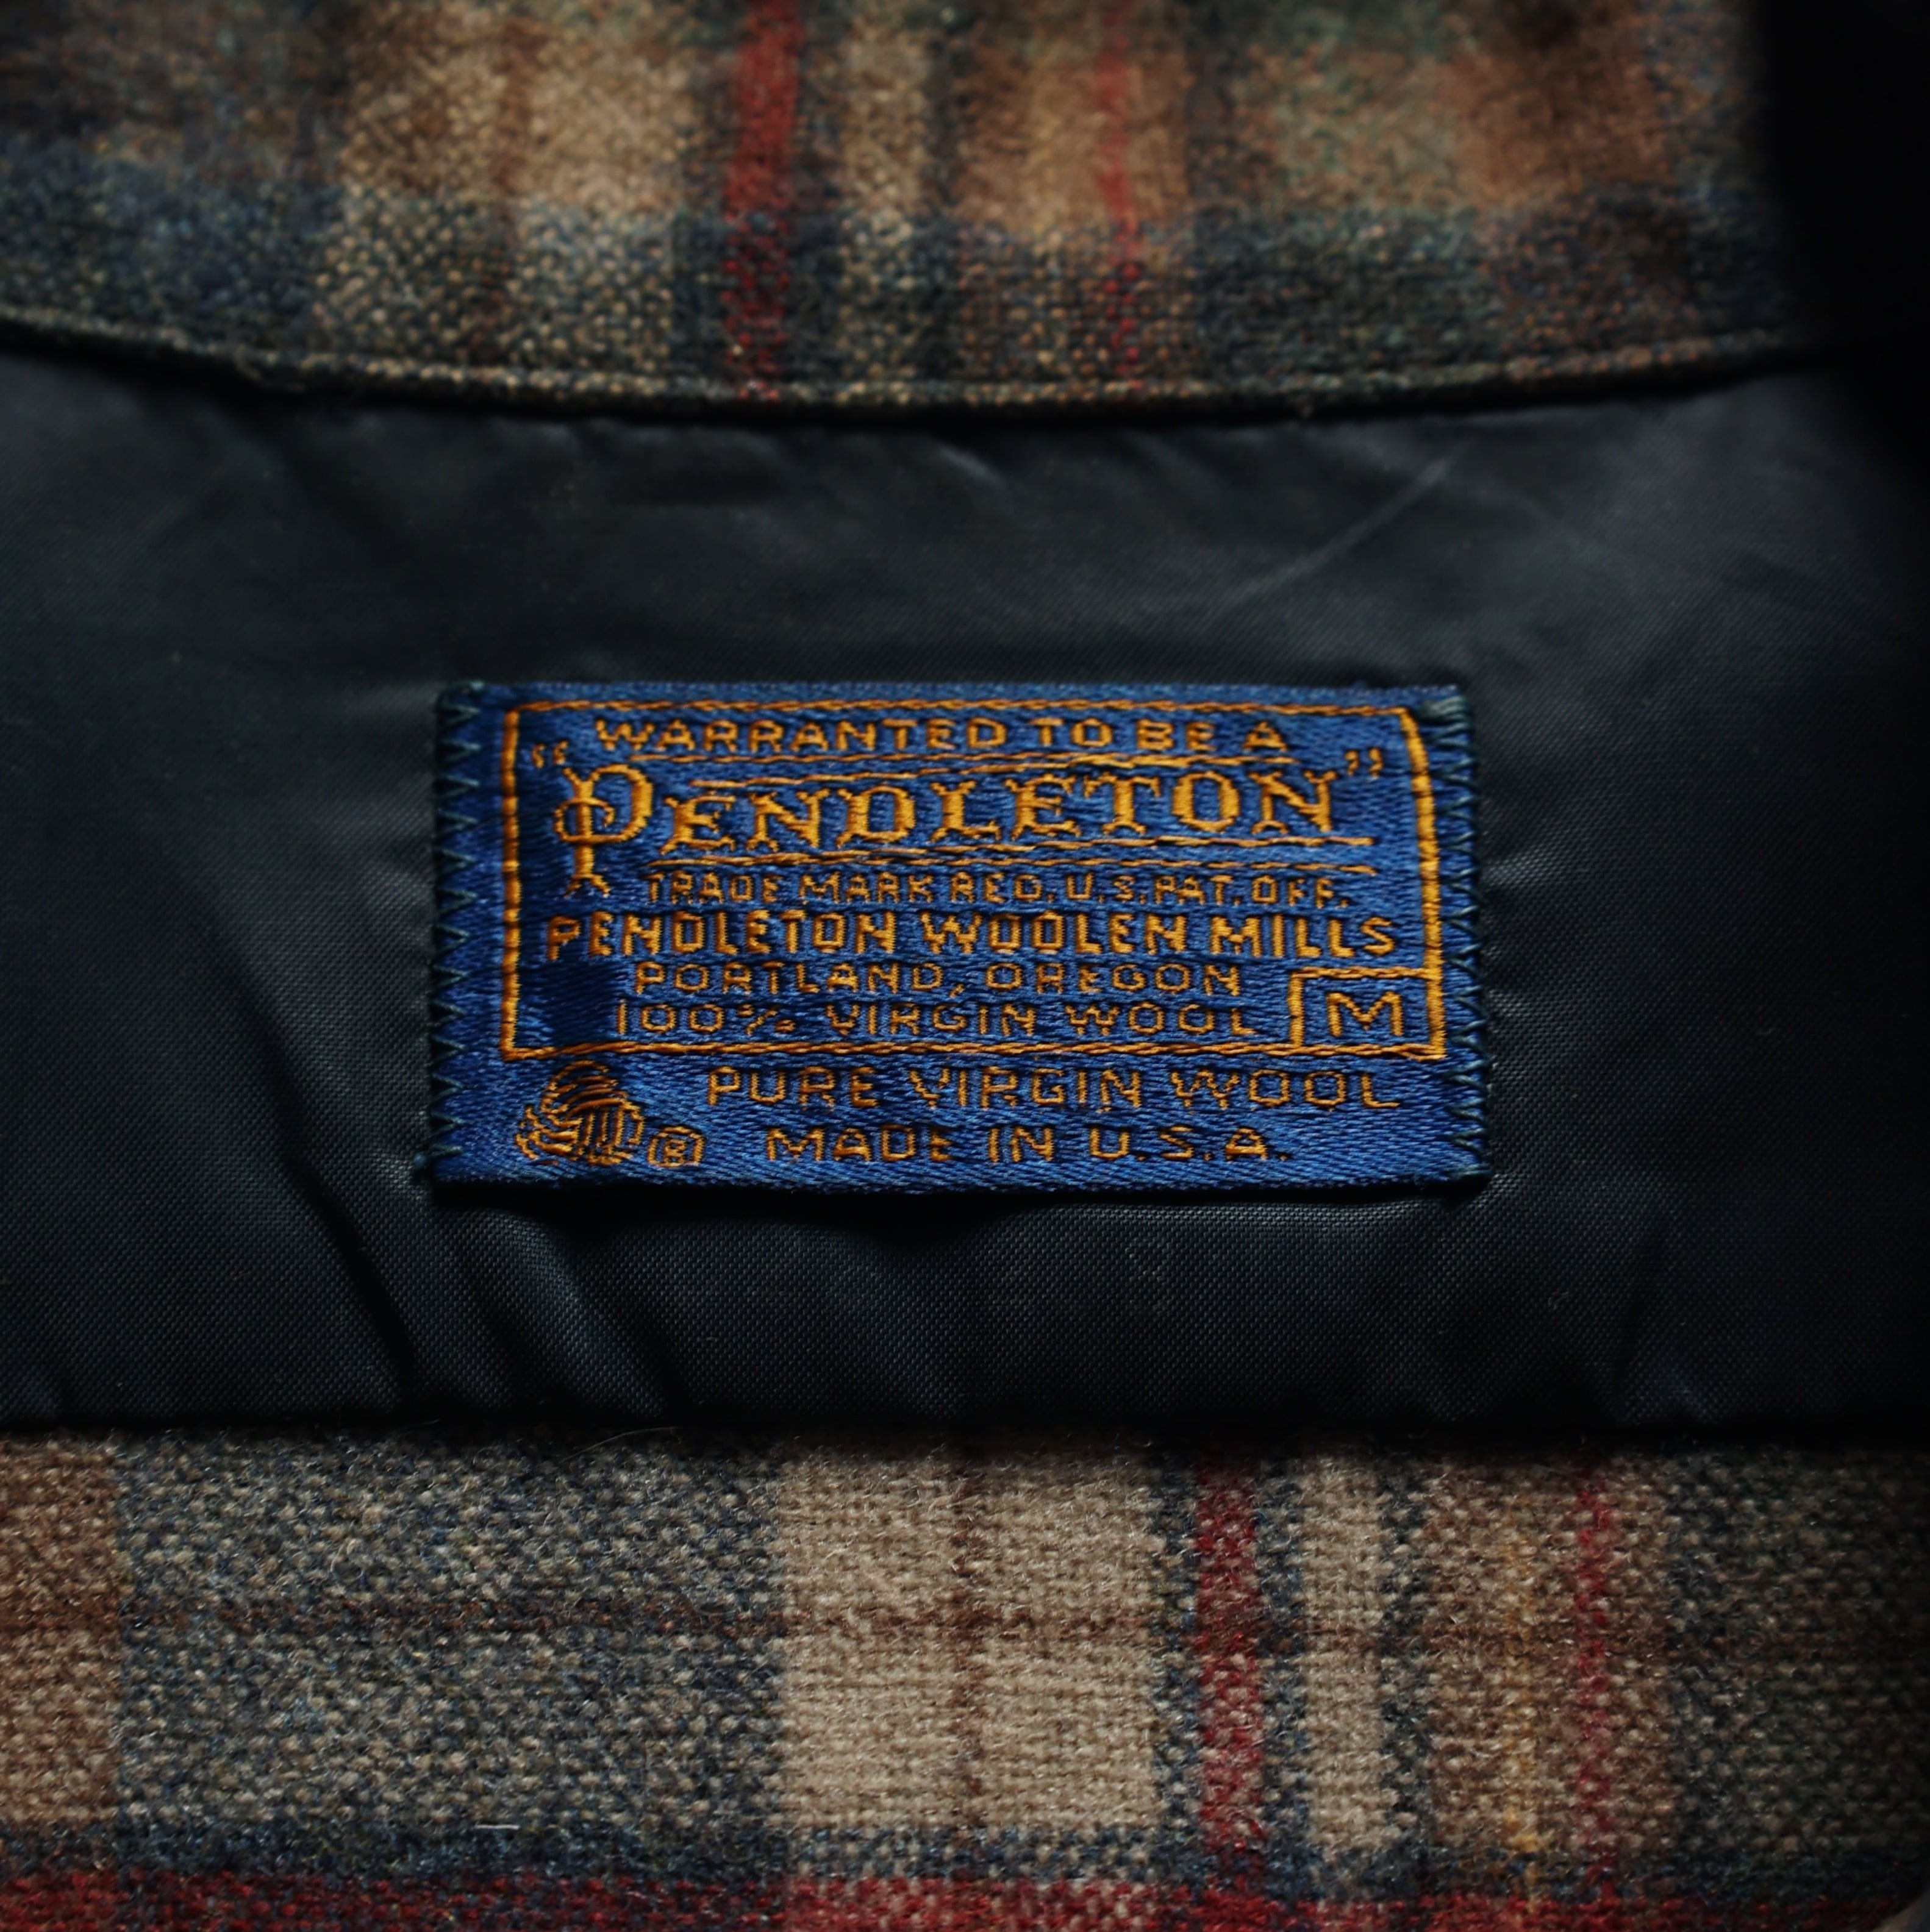 WARRANTED TO BE A
"PENDLETON"
TRADE MARK REG. U.S. PAT. OFF.
PENDLETON WOOLEN MILLS
PORTLAND, OREGON
100% VIRGIN WOOL M
PURE VIRGIN WOOL
® MADE IN U.S.A.